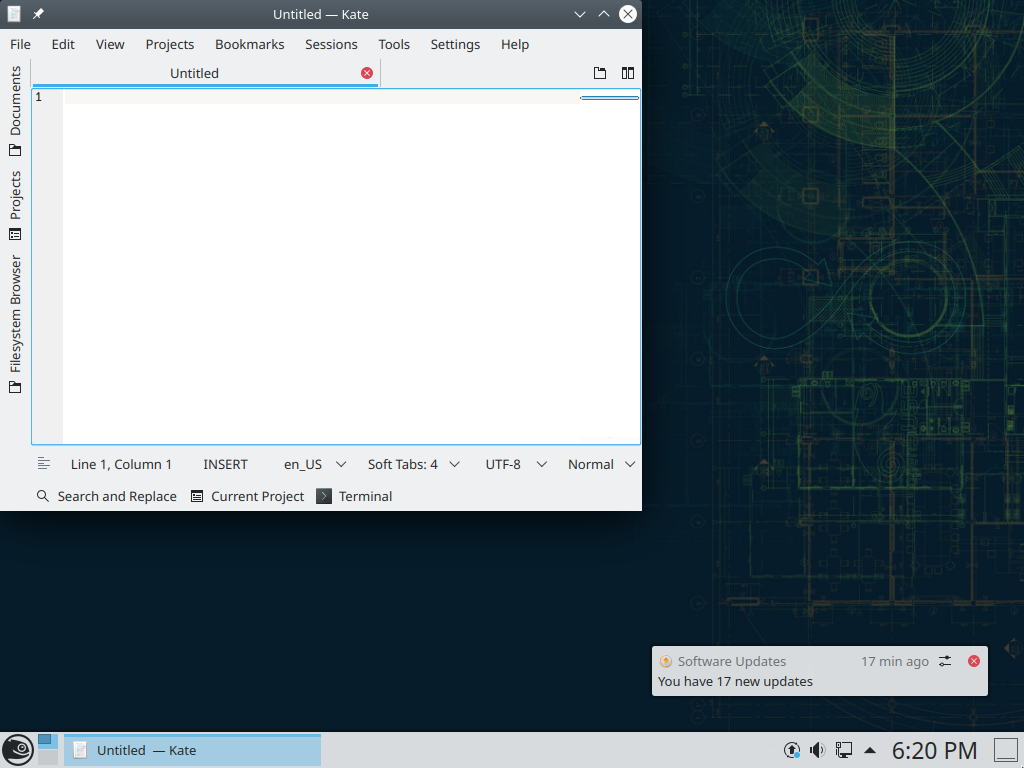 Untitled — Kate
File Edit View Projects Bookmarks Sessions Tools Settings Help
Untitled
1
Documents
Projects
Filesystem Browser
Line 1, Column 1 INSERT en_US Soft Tabs: 4 UTF-8 Normal
Search and Replace Current Project Terminal
Software Updates 17 min ago
You have 17 new updates
Untitled — Kate
6:20 PM